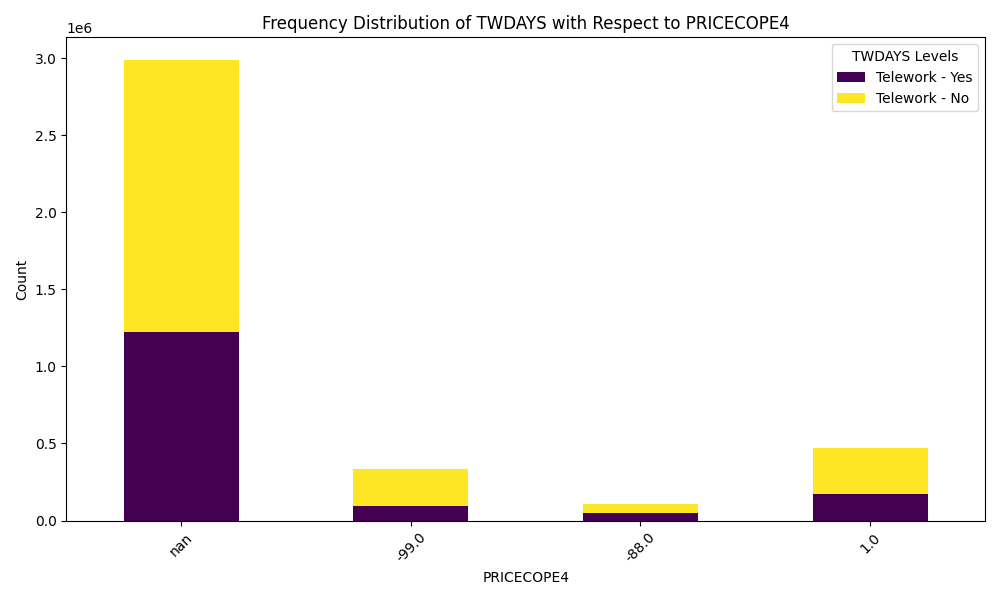 Frequency Distribution of TWDAYS with Respect to PRICECOPE4
1e6
3.0
2.5
2.0
1.5
1.0
0.5
0.0
Count
TWDAYS Levels
Telework - Yes
Telework - No
nan
-99.0
-88.0
1.0
PRICECOPE4